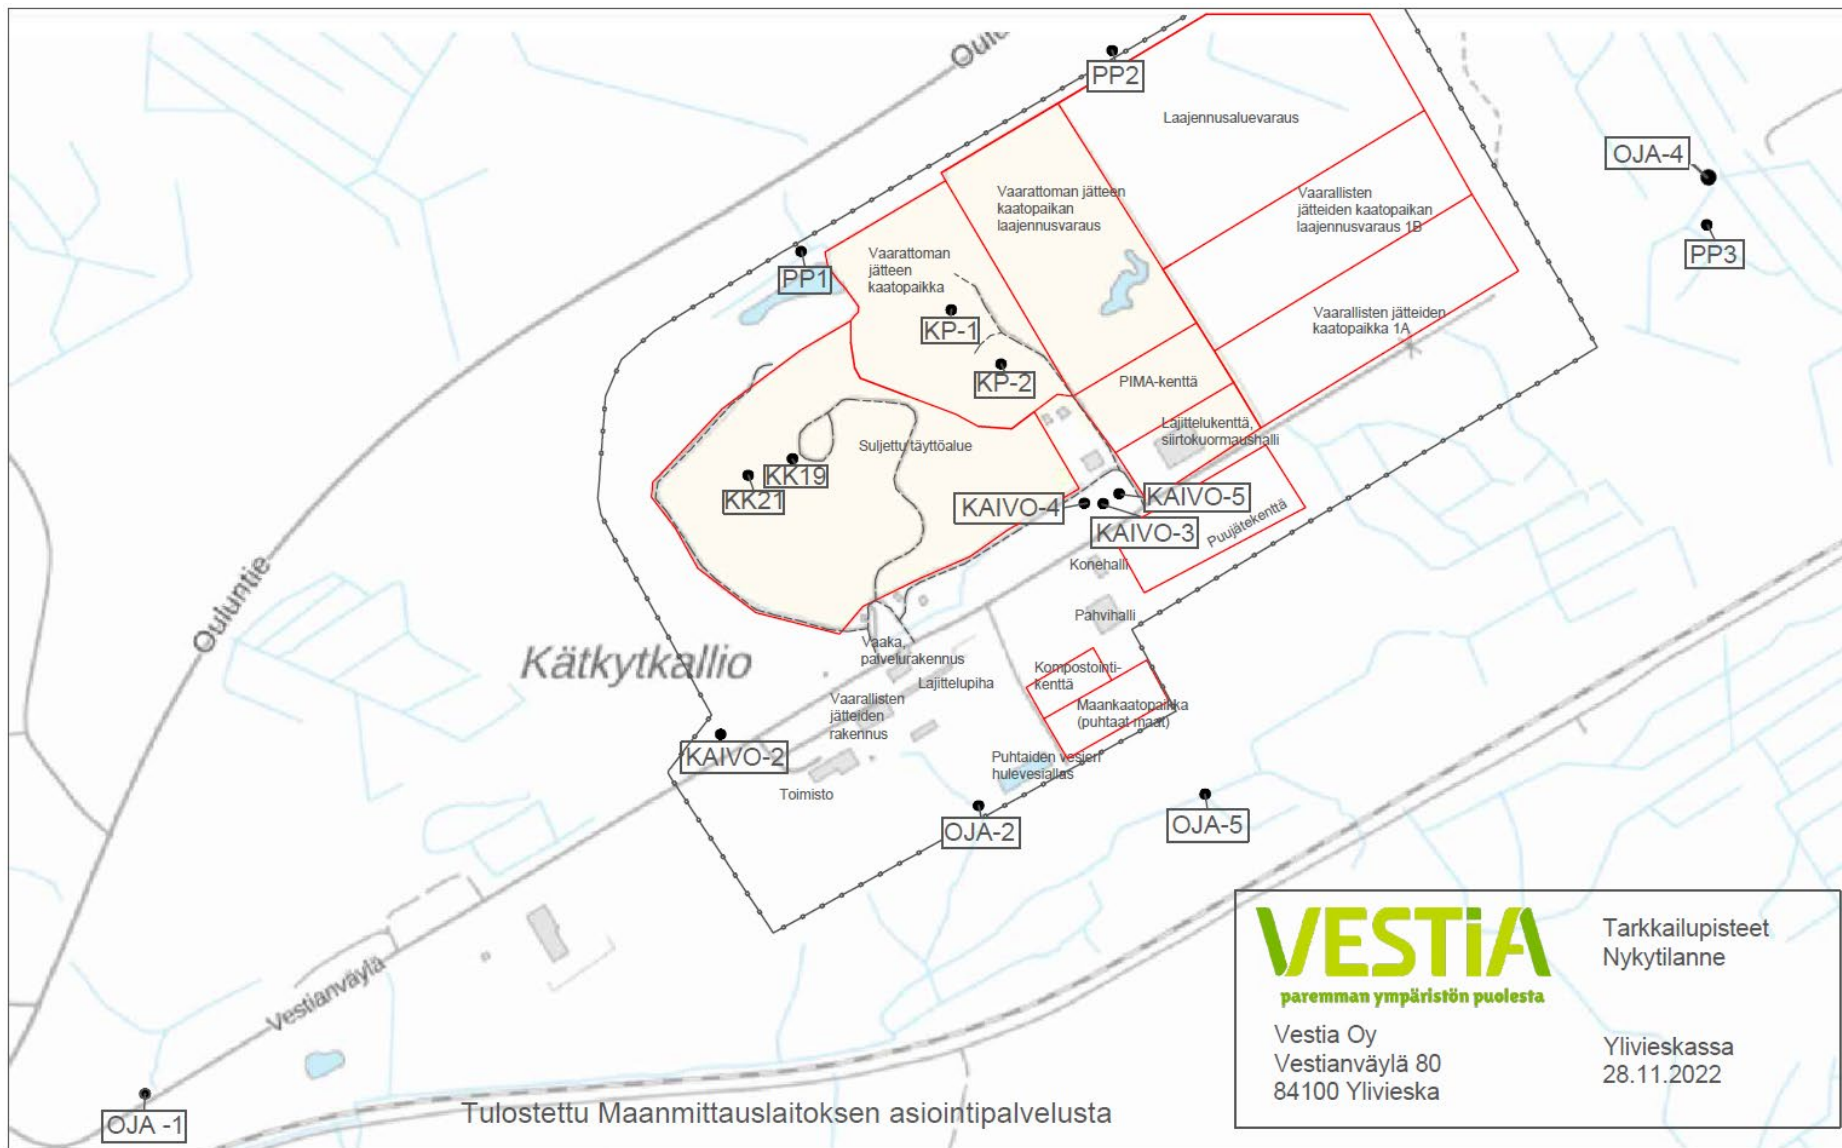 Oulu
PP2
Laajennusaluevaraus
OJA-4
Vaarattoman jätteen
kaatopaikan
laajennusvaraus
Vaarallisten
jätteiden kaatopaikan
laajennusvaraus 1B
PP3
Vaarattoman
jätteen
kaatopaikka
PP1
KP-1
Vaarallisten jätteiden
kaatopaikka 1A
KP-2
PIMA-kenttä
Lajittelukenttä,
siirtokuormaushalli
Suljettu täyttöalue
KK19
KK21
KAIVO-4
KAIVO-5
KAIVO-3
Puujätekenttä
Konehalli
Ouluntie
Pahvihalli
Kätkytkallio
Vaaka,
palvelurakennus
Lajittelupiha
Kompostointi-
kenttä
Vaarallisten
jätteiden
rakennus
Maankaatopaikka
(puhtaat maat)
KAIVO-2
Puhtaiden vesien
hulevesiallas
Toimisto
OJA-2
OJA-5
Vestianväylä
VESTiA
paremman ympäristön puolesta
Tarkkailupisteet
Nykytilanne
Vestia Oy
Vestianväylä 80
84100 Ylivieska
Ylivieskassa
28.11.2022
OJA -1
Tulostettu Maanmittauslaitoksen asiointipalvelusta